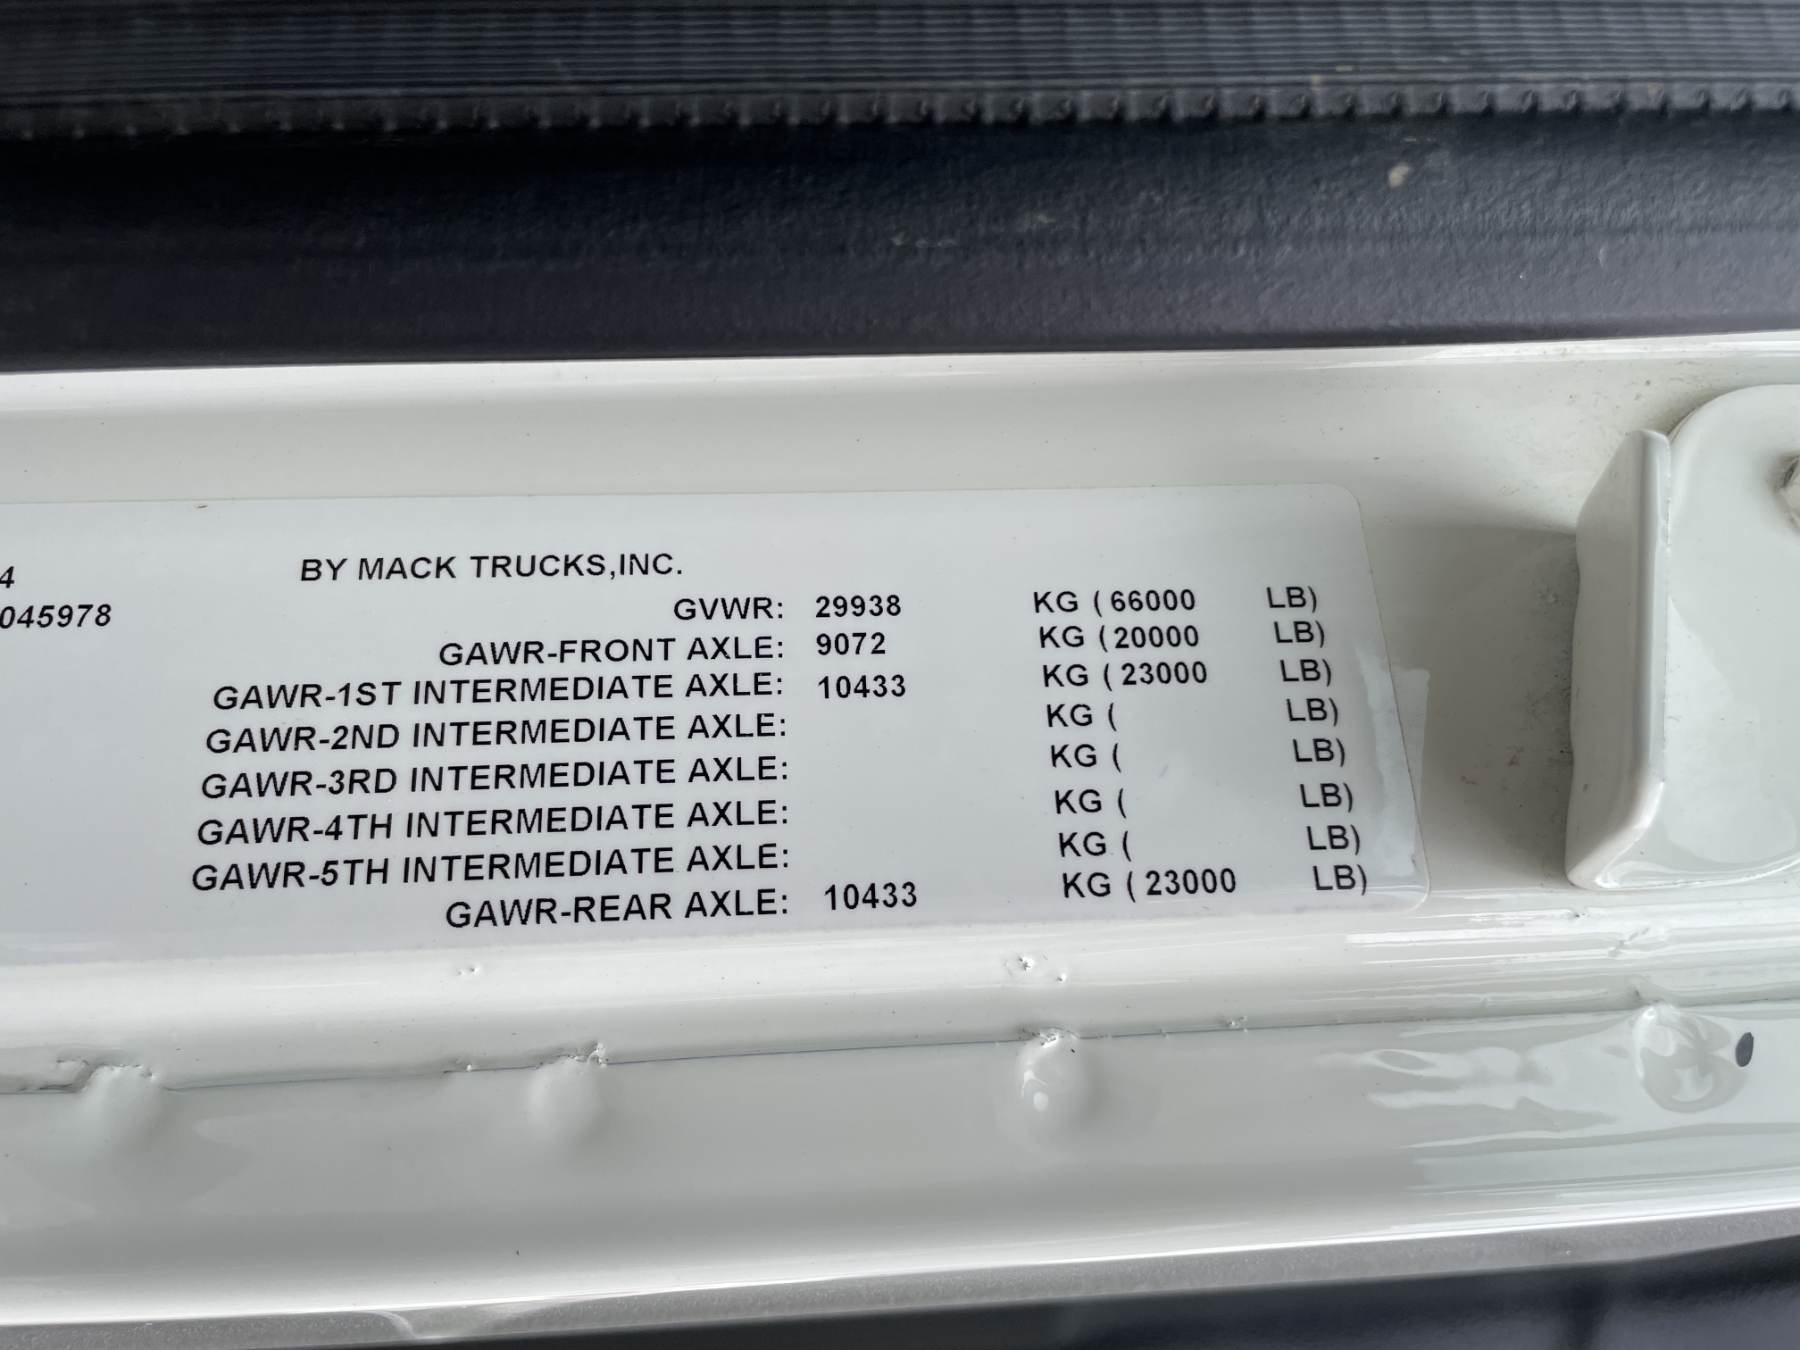 4
045978
BY MACK TRUCKS,INC.
GVWR: 29938 KG (66000 LB)
GAWR-FRONT AXLE: 9072 KG (20000 LB)
GAWR-1ST INTERMEDIATE AXLE: 10433 KG (23000 LB)
GAWR-2ND INTERMEDIATE AXLE: KG ( LB)
GAWR-3RD INTERMEDIATE AXLE: KG ( LB)
GAWR-4TH INTERMEDIATE AXLE: KG ( LB)
GAWR-5TH INTERMEDIATE AXLE: KG ( LB)
GAWR-REAR AXLE: 10433 KG (23000 LB)